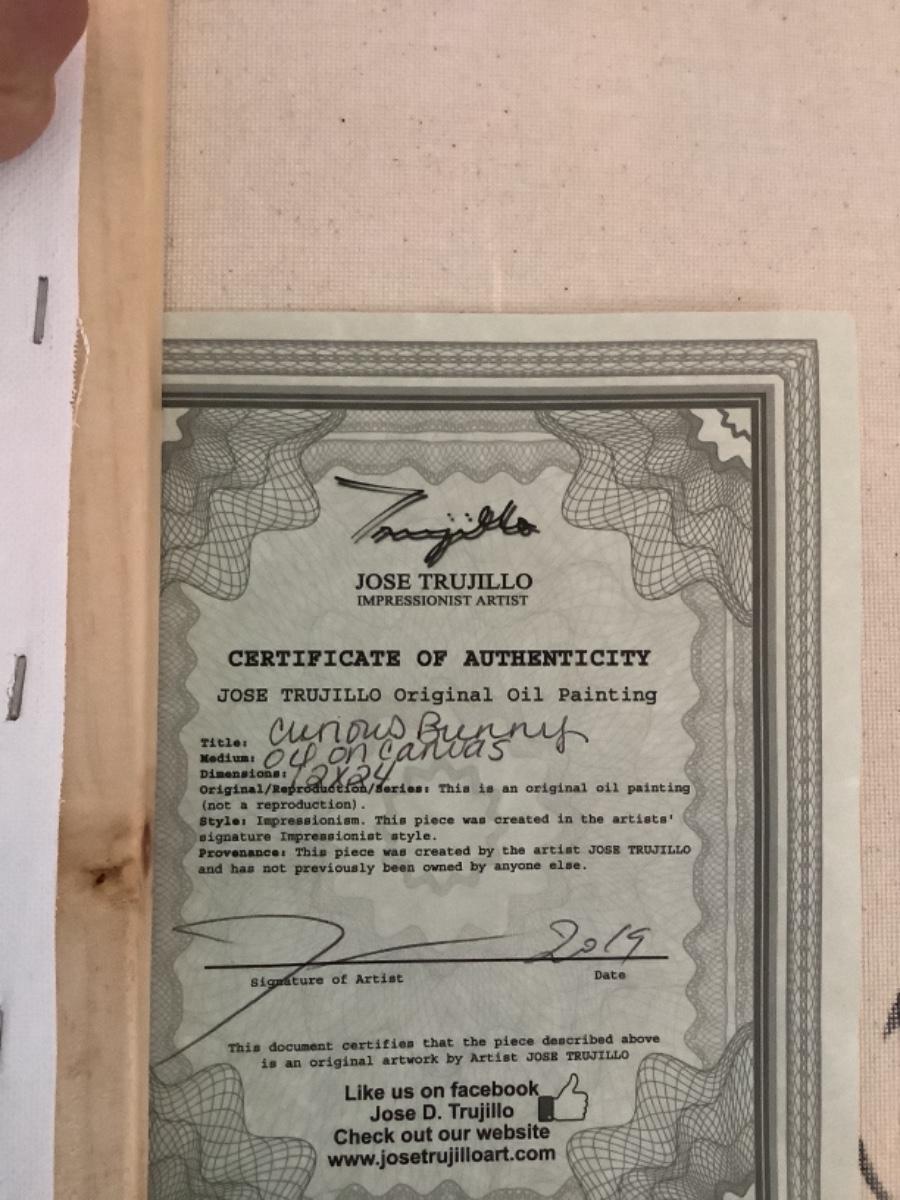 Trujillo
JOSE TRUJILLO
IMPRESSIONIST ARTIST
CERTIFICATE OF AUTHENTICITY
JOSE TRUJILLO Original Oil Painting
Title: Curious Bunny
Medium: Oil on Canvas
Dimensions: 12X24
Original/Reproduction/Series: This is an original oil painting
(not a reproduction).
Style: Impressionism. This piece was created in the artists'
signature Impressionist style.
Provenance: This piece was created by the artist JOSE TRUJILLO
and has not previously been owned by anyone else.
2019
Signature of Artist Date
This document certifies that the piece described above
is an original artwork by Artist JOSE TRUJILLO
Like us on facebook
Jose D. Trujillo
Check out our website
www.josetrujilloart.com